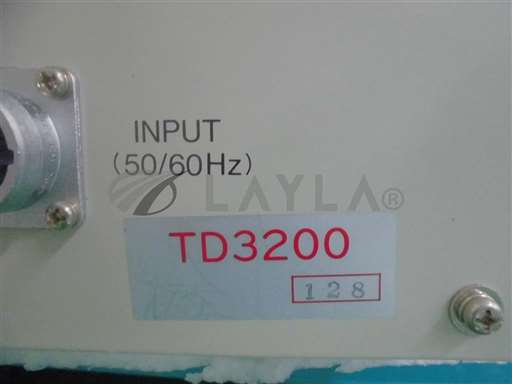 INPUT
(50/60Hz)
LAYLA®
TD3200
128